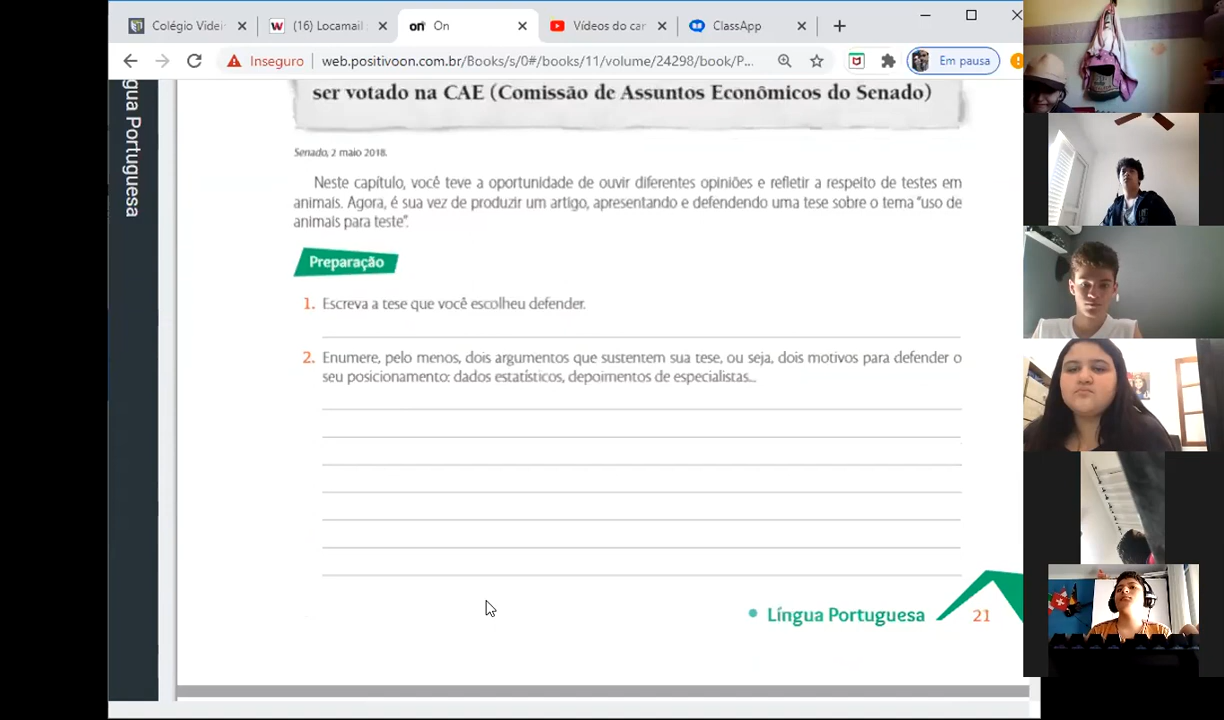 Colégio Videi
(16) Locamail
on On
Vídeos do car
ClassApp
Inseguro
web.positivoon.com.br/Books/s/0#/books/11/volume/24298/book/P...
Em pausa
gua Portuguesa
ser votado na CAE (Comissão de Assuntos Econômicos do Senado)
Senado, 2 maio 2018.
Neste capítulo, você teve a oportunidade de ouvir diferentes opiniões e refletir a respeito de testes em
animais. Agora, é sua vez de produzir um artigo, apresentando e defendendo uma tese sobre o tema "uso de
animais para teste".
Preparação
1. Escreva a tese que você escolheu defender.
2. Enumere, pelo menos, dois argumentos que sustentem sua tese, ou seja, dois motivos para defender o
seu posicionamento: dados estatísticos, depoimentos de especialistas...
Língua Portuguesa 21